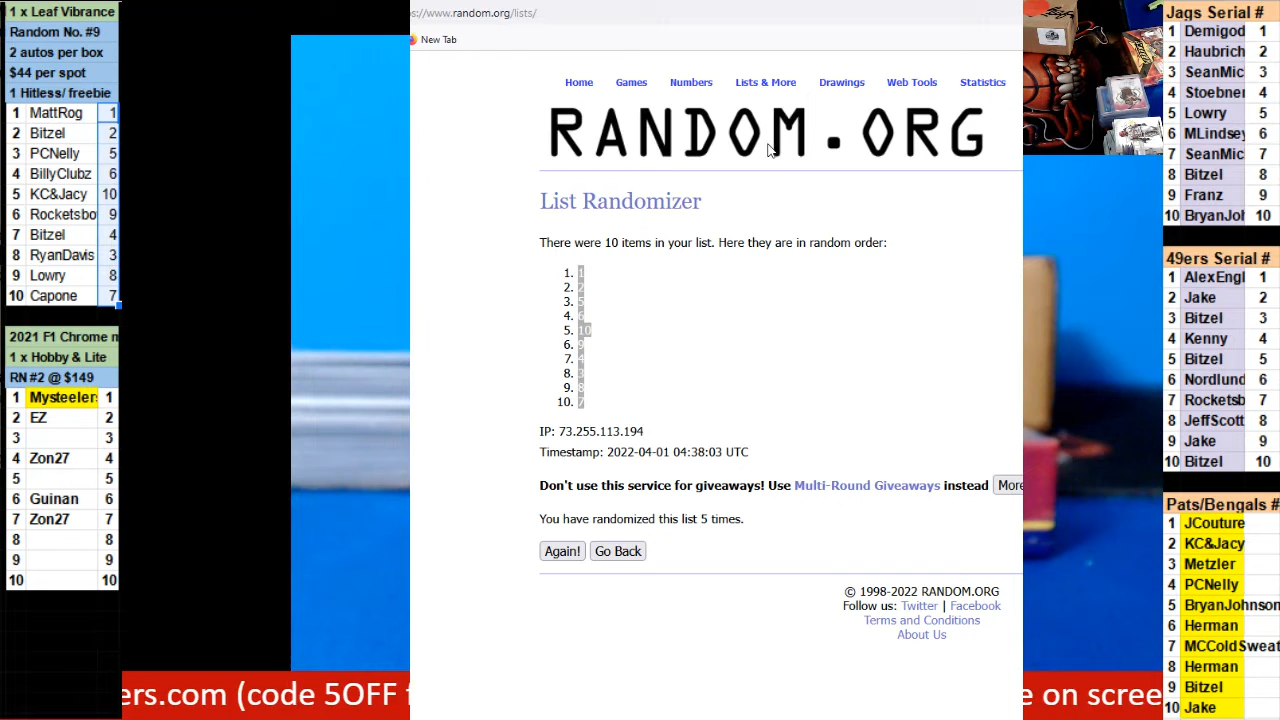 1 x Leaf Vibrance
Random No. #9
2 autos per box
$44 per spot
1 Hitless/ freebie
1 MattRog 1
2 Bitzel 2
3 PCNelly 5
4 BillyClubz 6
5 KC&Jacy 10
6 Rocketsbo 9
7 Bitzel 4
8 RyanDavis 3
9 Lowry 8
10 Capone 7
2021 F1 Chrome m
1 x Hobby & Lite
RN #2 @ $149
1 Mysteelers 1
2 EZ 2
3 3
4 Zon27 4
5 5
6 Guinan 6
7 Zon27 7
8 8
9 9
10 10
s://www.random.org/lists/
New Tab
Home Games Numbers Lists & More Drawings Web Tools Statistics
RANDOM.ORG
List Randomizer
There were 10 items in your list. Here they are in random order:
1. 1
2. 2
3. 5
4. 6
5. 10
6. 9
7. 4
8. 3
9. 8
10. 7
IP: 73.255.113.194
Timestamp: 2022-04-01 04:38:03 UTC
Don't use this service for giveaways! Use Multi-Round Giveaways instead More
You have randomized this list 5 times.
Again! Go Back
© 1998-2022 RANDOM.ORG
Follow us: Twitter | Facebook
Terms and Conditions
About Us
Jags Serial #
1 Demigod 1
2 Haubrich 2
3 SeanMic 3
4 Stoebner 4
5 Lowry 5
6 MLindsey 6
7 SeanMic 7
8 Bitzel 8
9 Franz 9
10 BryanJoh 10
49ers Serial #
1 AlexEngl 1
2 Jake 2
3 Bitzel 3
4 Kenny 4
5 Bitzel 5
6 Nordlund 6
7 Rocketsb 7
8 JeffScott 8
9 Jake 9
10 Bitzel 10
Pats/Bengals #
1 JCouture
2 KC&Jacy
3 Metzler
4 PCNelly
5 BryanJohnson
6 Herman
7 MCColdSweat
8 Herman
9 Bitzel
10 Jake
ers.com (code 5OFF f
e on scree